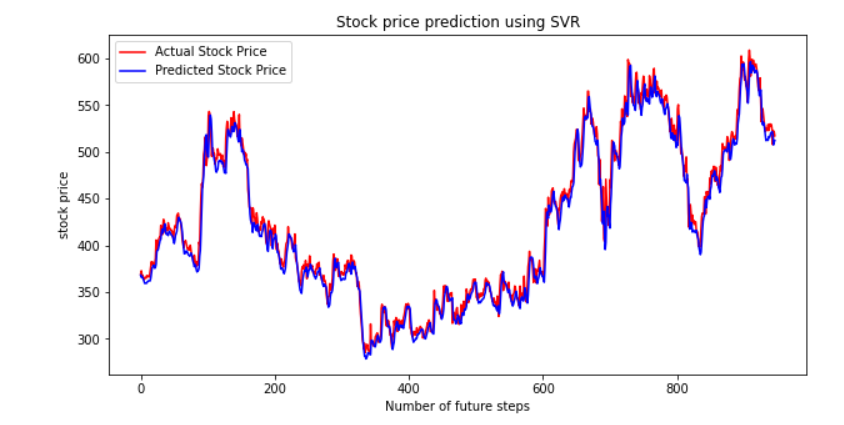 Stock price prediction using SVR
Actual Stock Price
Predicted Stock Price
600
550
500
450
400
350
300
stock price
0 200 400 600 800
Number of future steps